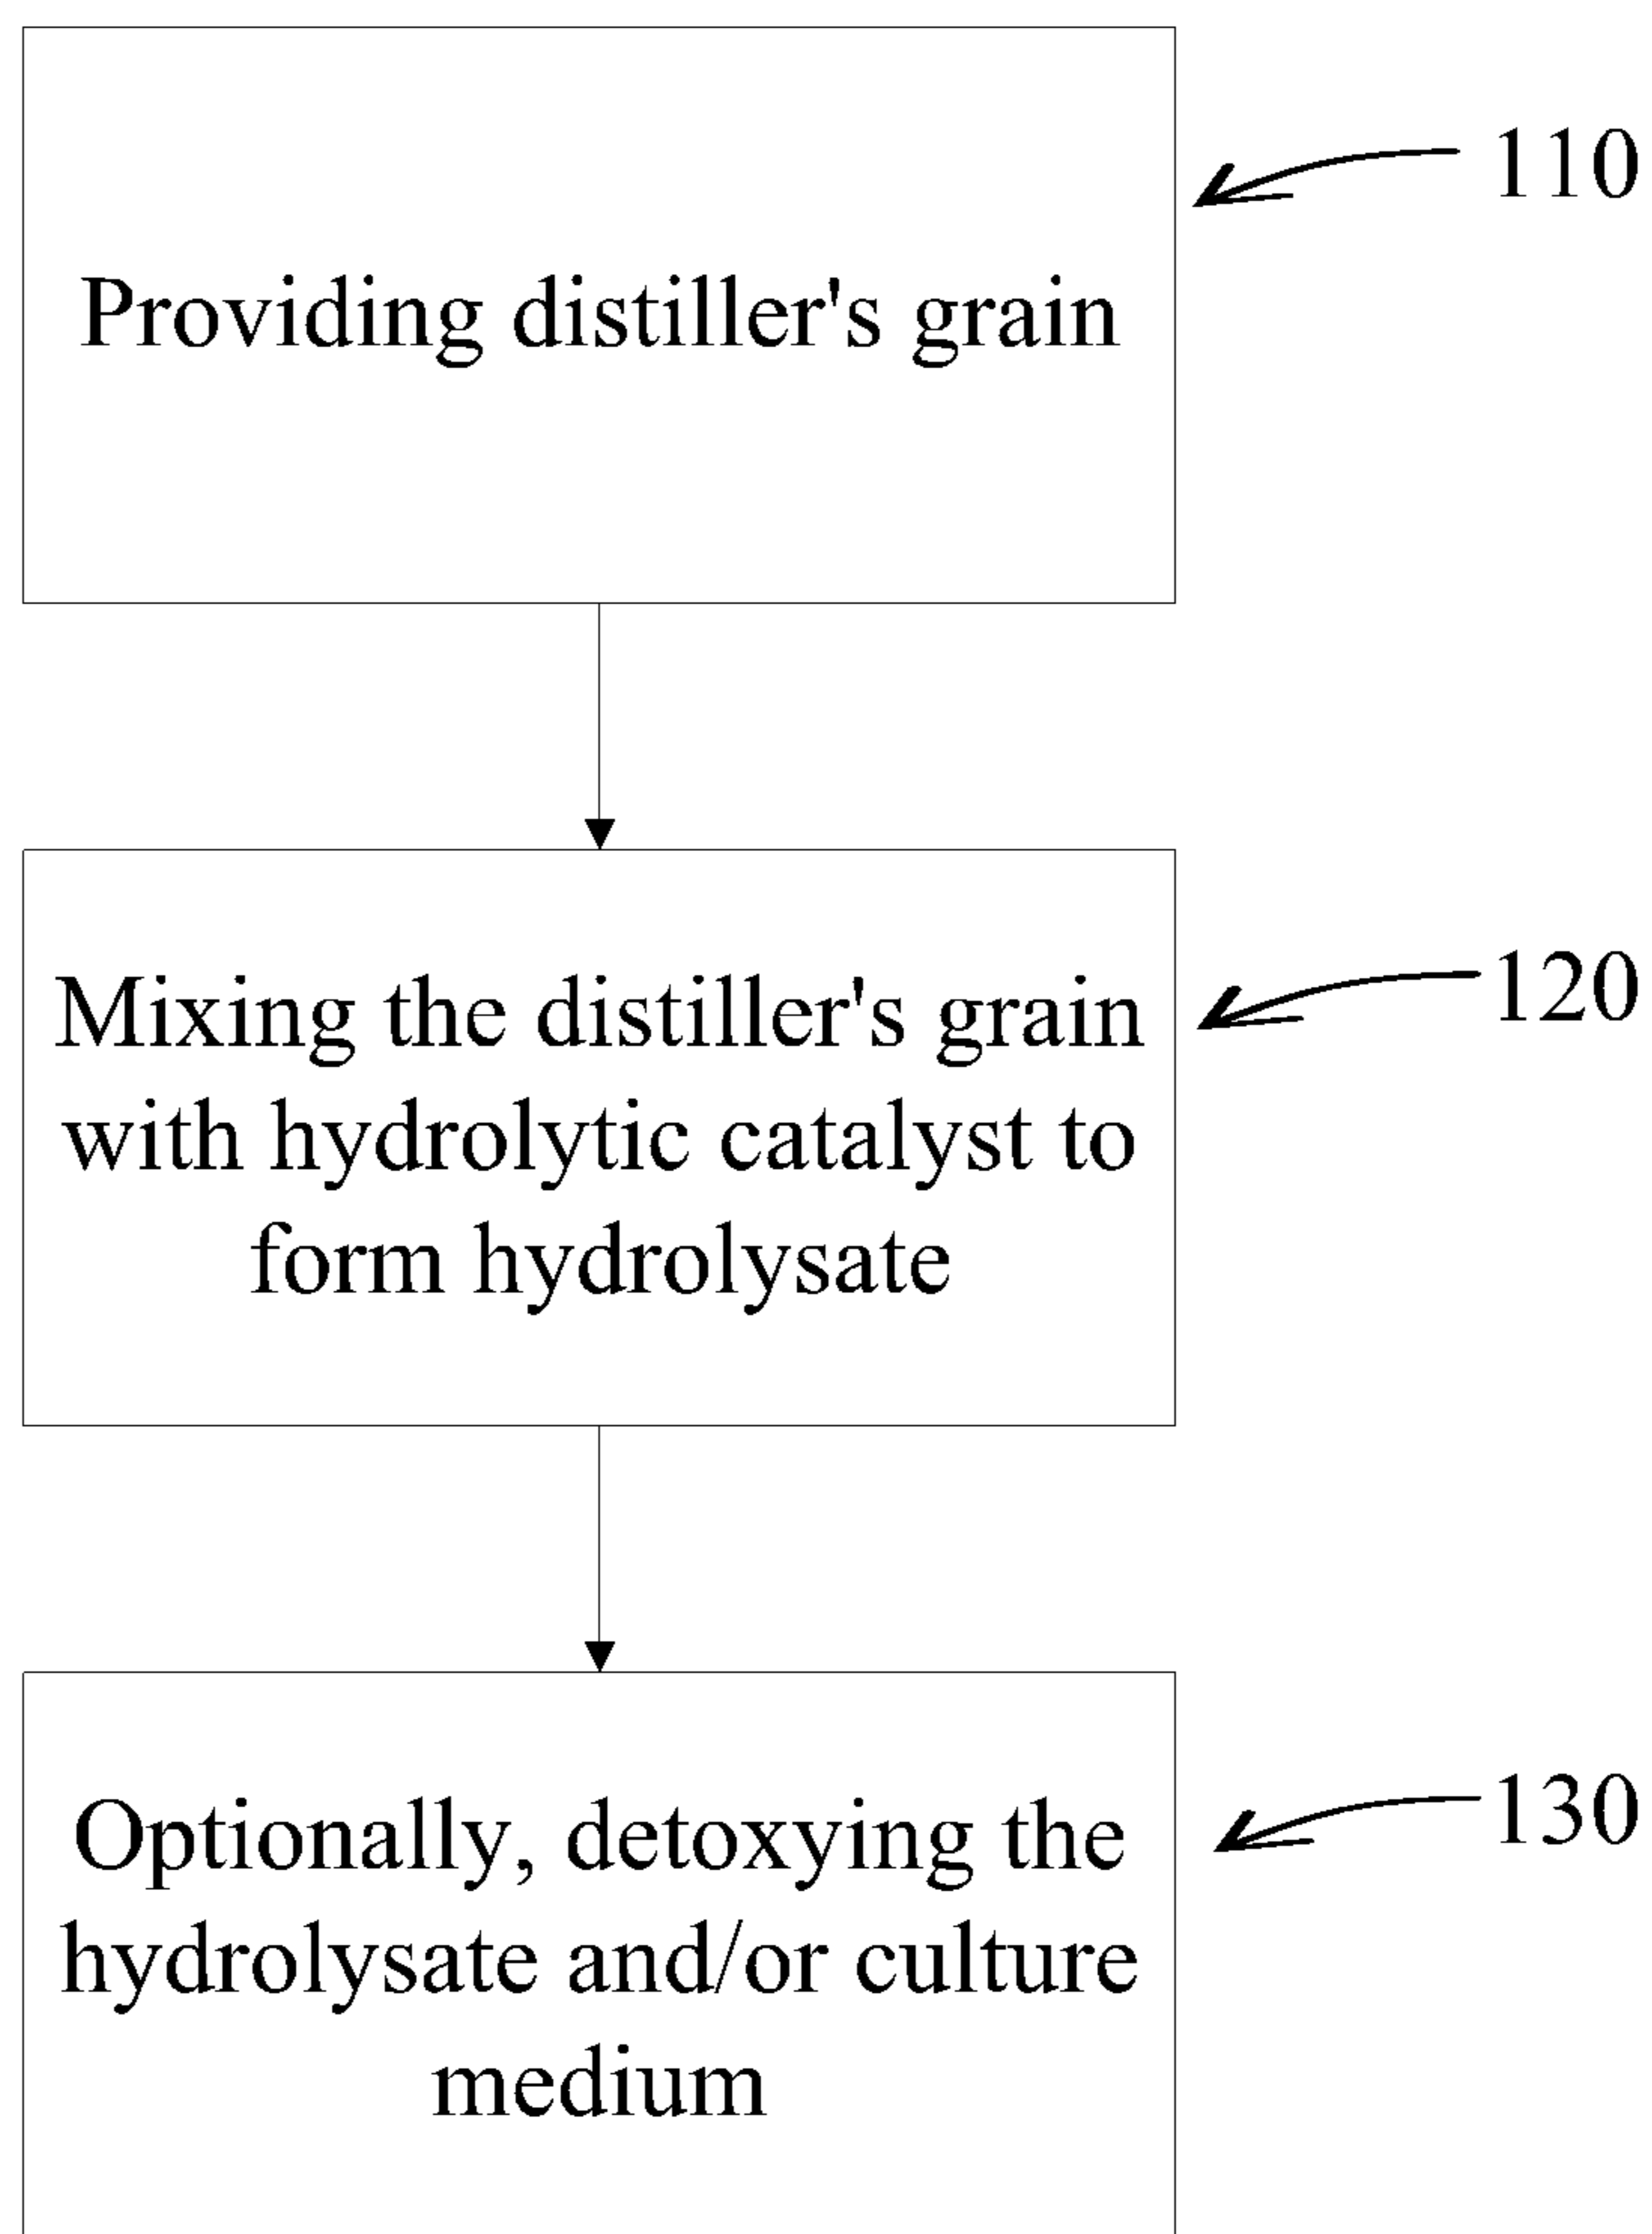 110
Providing distiller's grain
120
Mixing the distiller's grain
with hydrolytic catalyst to
form hydrolysate
130
Optionally, detoxying the
hydrolysate and/or culture
medium